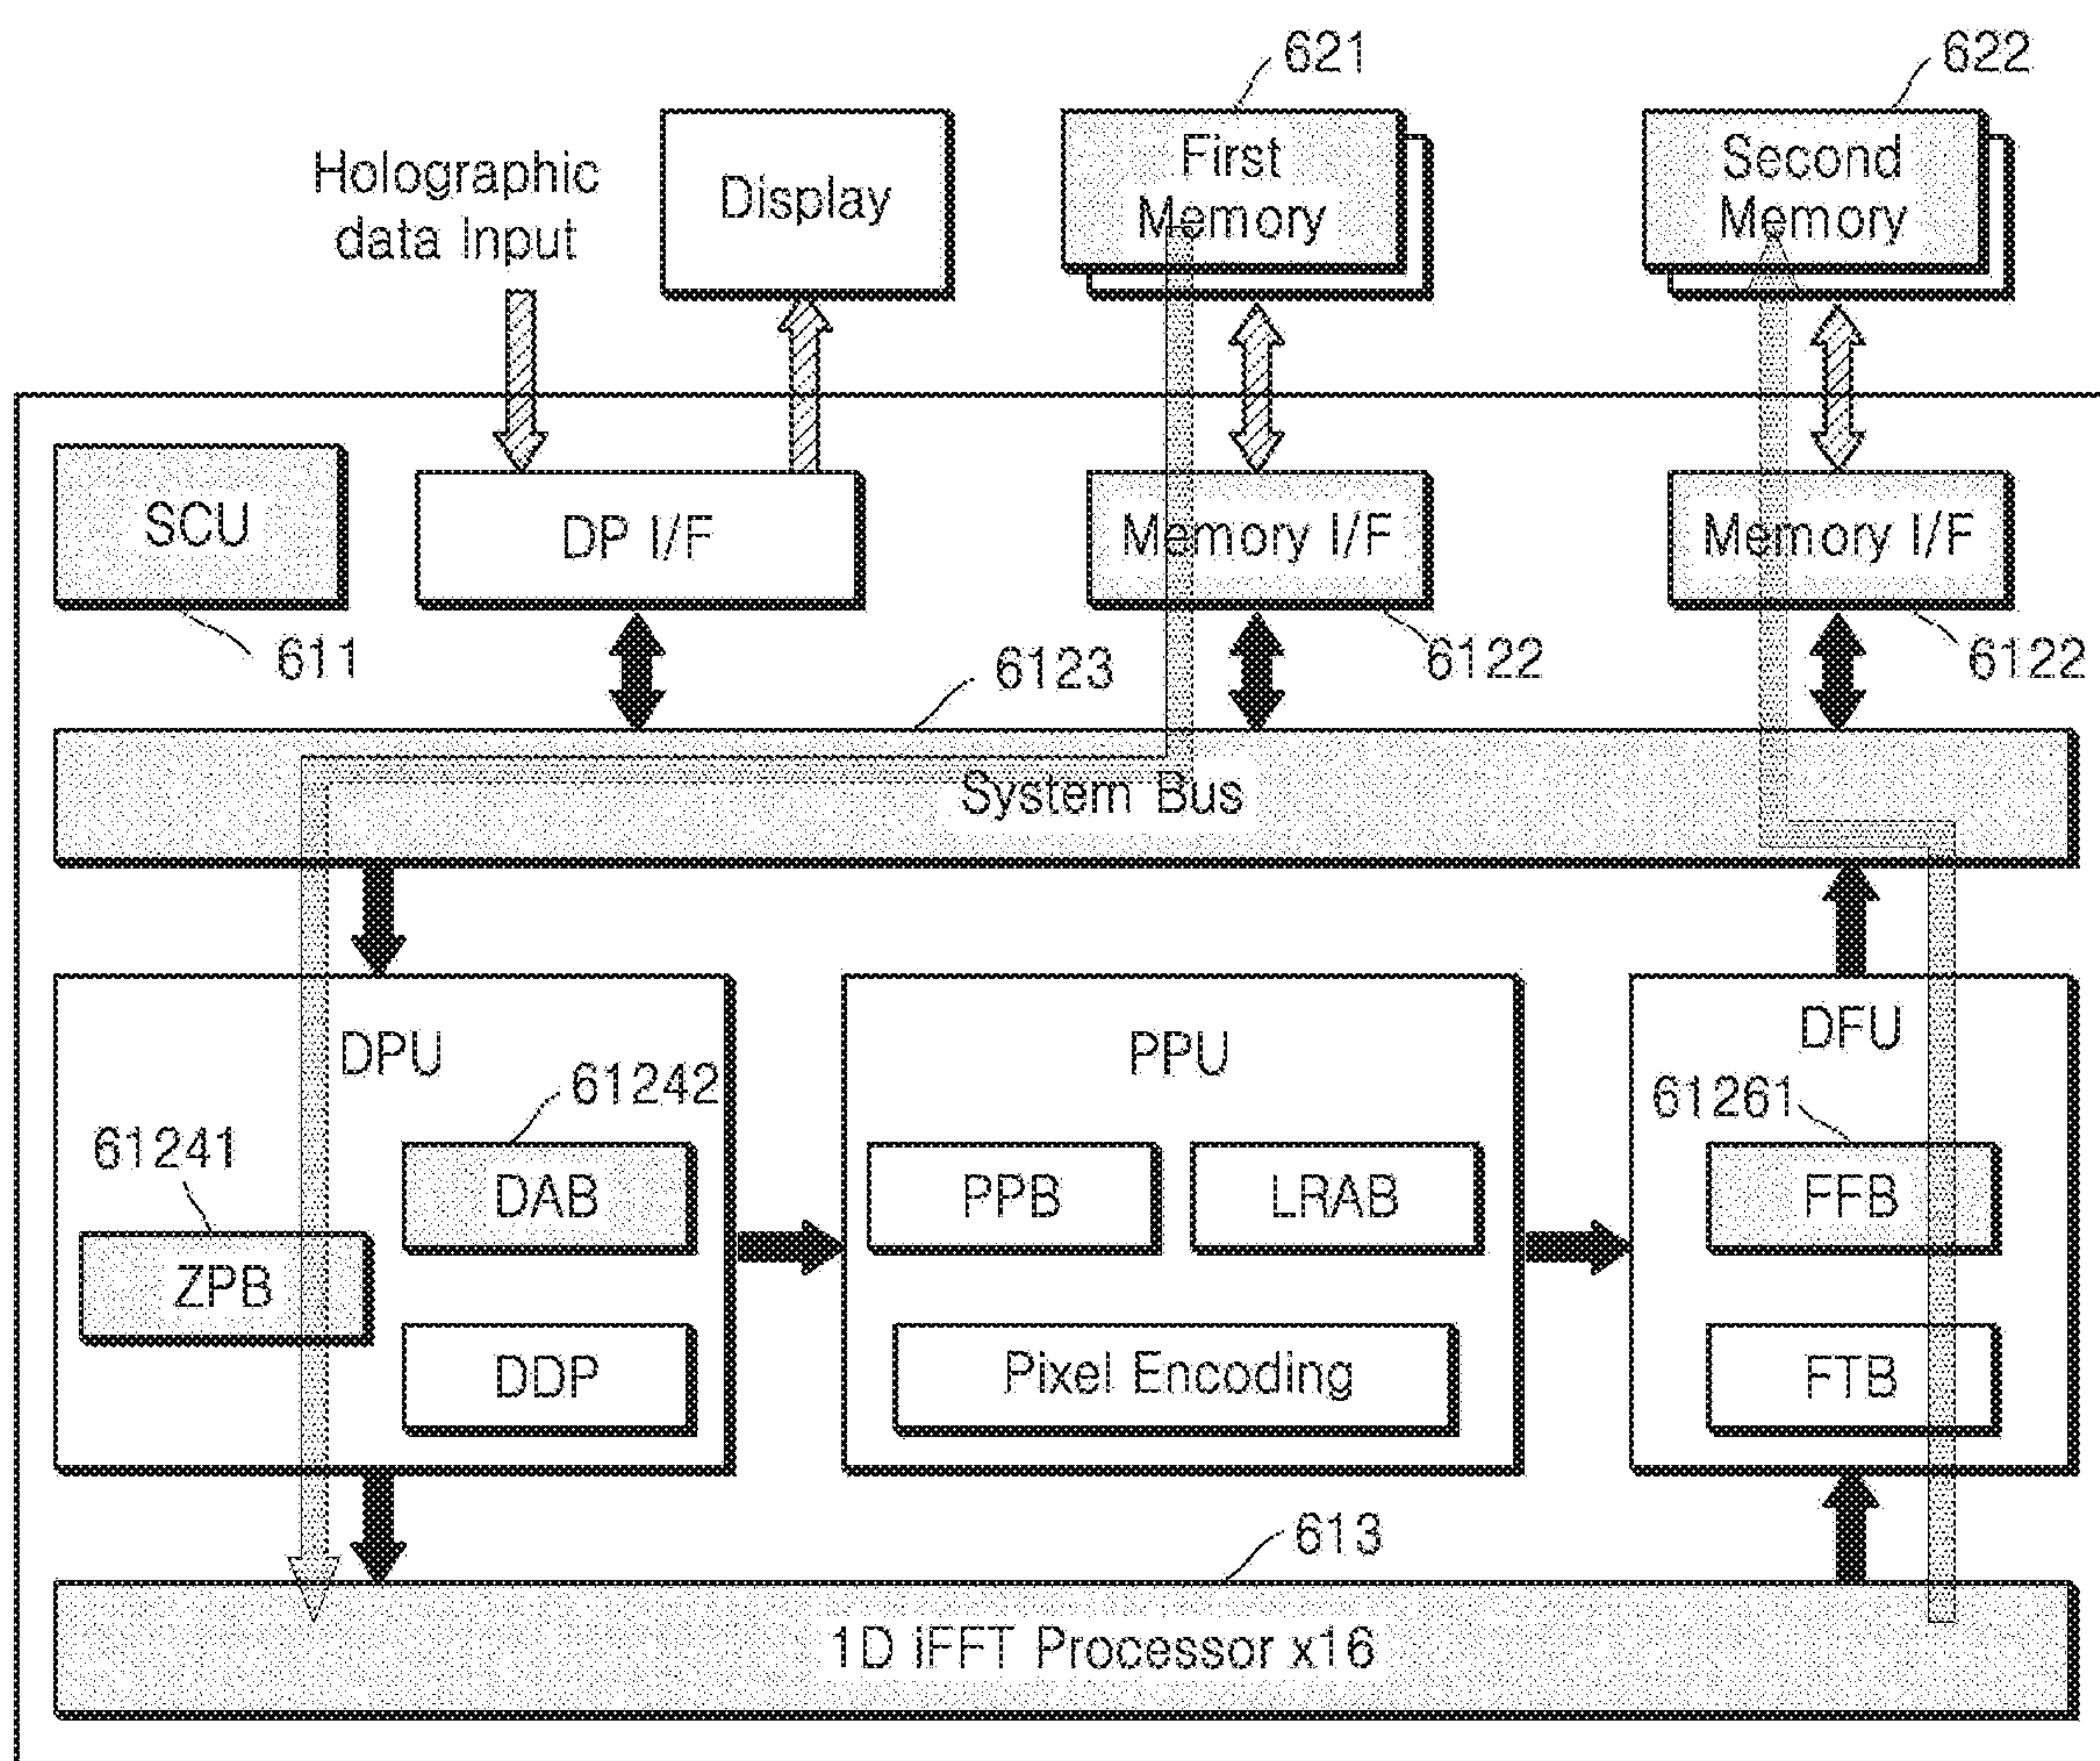 621
622
Holographic
data Input
Display
First
Memory
Second
Memory
SCU
DP I/F
Memory I/F
Memory I/F
611
6123
6122
6122
System Bus
DPU
PPU
DFU
61242
61261
61241
DAB
PPB
LRAB
FFB
ZPB
DDP
Pixel Encoding
FTB
613
1D iFFT Processor x16